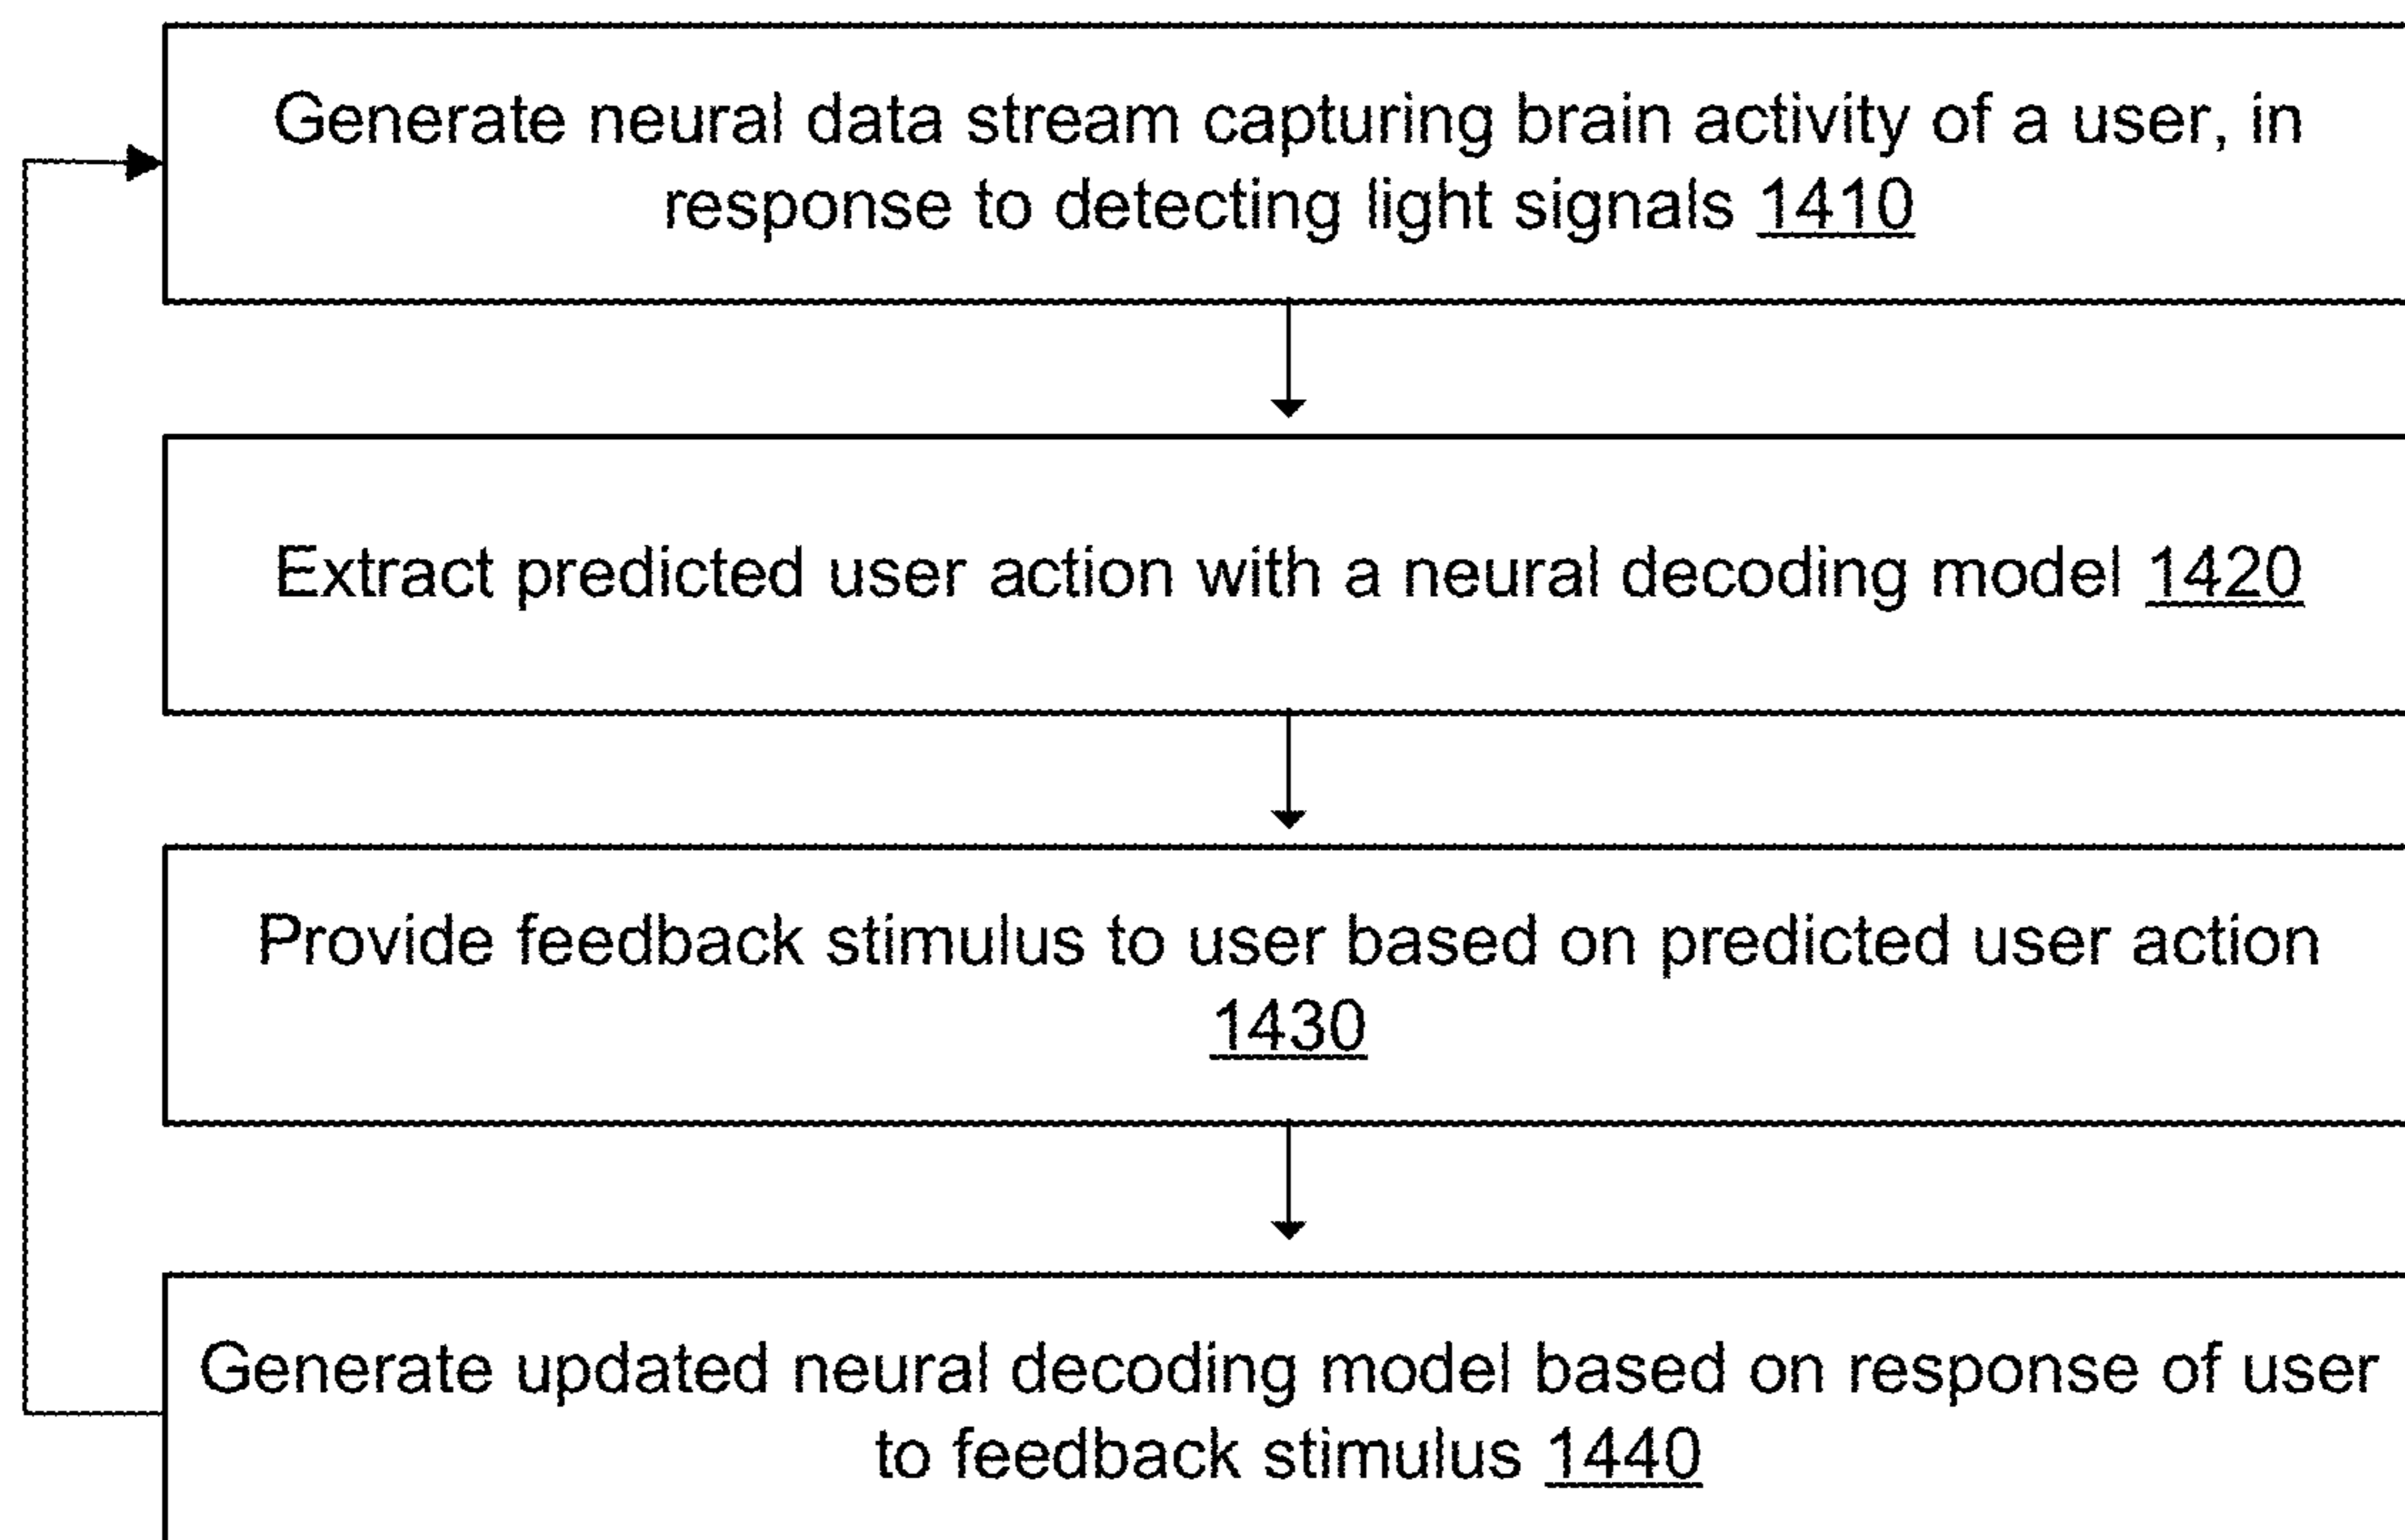 Generate neural data stream capturing brain activity of a user, in
response to detecting light signals 1410
Extract predicted user action with a neural decoding model 1420
Provide feedback stimulus to user based on predicted user action
1430
Generate updated neural decoding model based on response of user
to feedback stimulus 1440